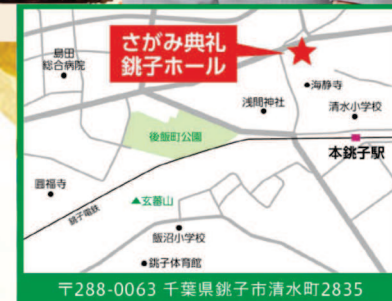 さがみ典礼
銚子ホール
島田
総合病院
海静寺
浅間神社
清水小学校
後飯町公園
本銚子駅
圓福寺
銚子電鉄
▲玄蕃山
飯沼小学校
銚子体育館
〒288-0063 千葉県銚子市清水町2835